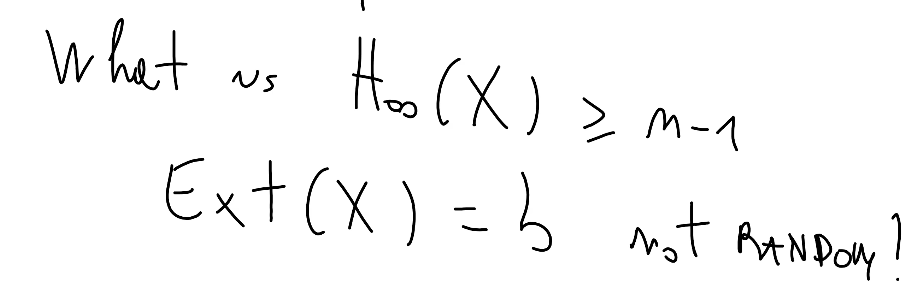 What is H∞(X) ≥ n-1
Ext(X) = b not RANDOM!